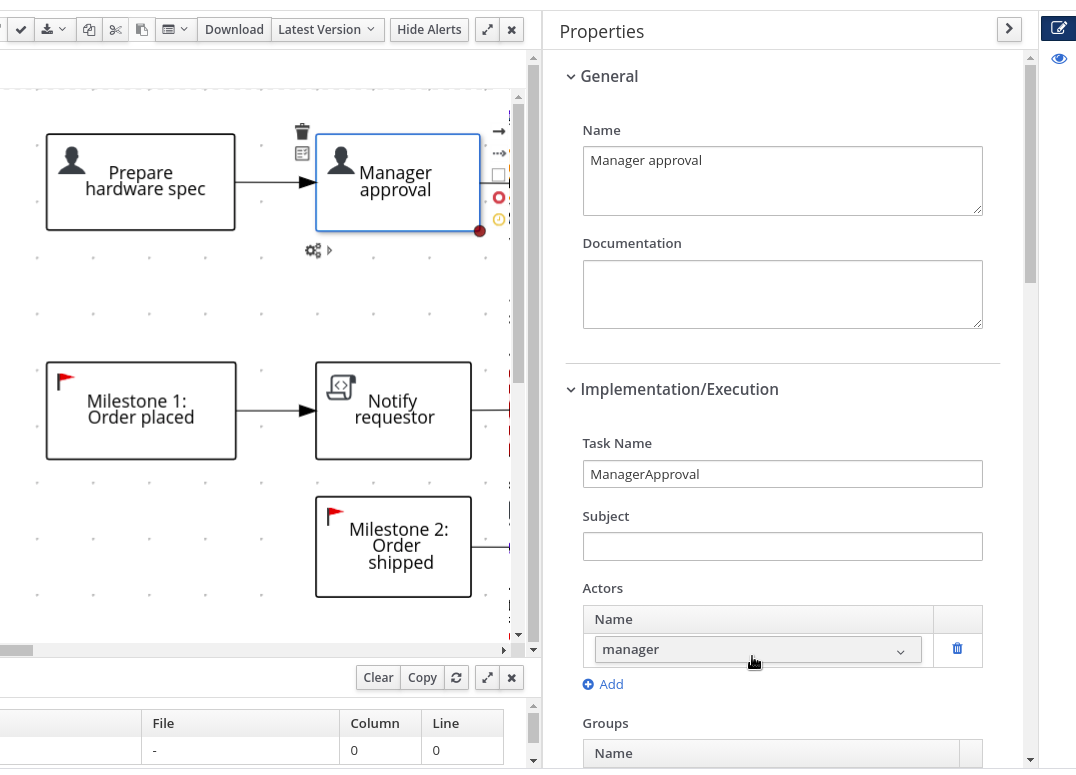 Download
Latest Version
Hide Alerts
Properties
General
Name
Manager approval
Documentation
Implementation/Execution
Task Name
ManagerApproval
Subject
Actors
Name
manager
Add
Groups
Name
Prepare
hardware spec
Manager
approval
Milestone 1:
Order placed
Notify
requestor
Milestone 2:
Order
shipped
Clear
Copy
File
Column
Line
-
0
0